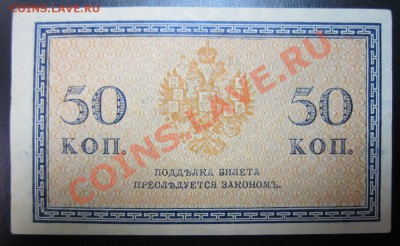 COINS.LAVE.RU
50 50
КОП. КОП.
COINS.LAVE.RU
ПОДДѢЛКА БИЛЕТА
ПРЕСЛѢДУЕТСЯ ЗАКОНОМЪ.